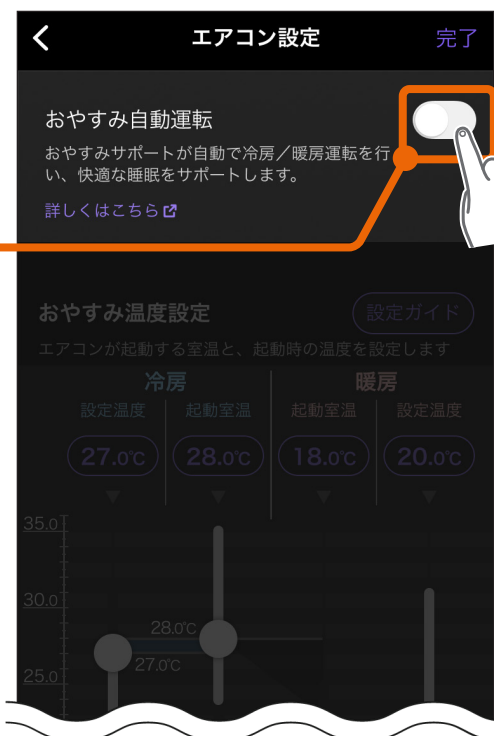 エアコン設定
完了
おやすみ自動運転
おやすみサポートが自動で冷房／暖房運転を行
い、快適な睡眠をサポートします。
詳しくはこちら
おやすみ温度設定
設定ガイド
エアコンが起動する室温と、起動時の温度を設定します
冷房
暖房
設定温度 起動室温 起動室温 設定温度
27.0℃ 28.0℃ 18.0℃ 20.0℃
35.0
30.0
28.0℃
27.0℃
25.0